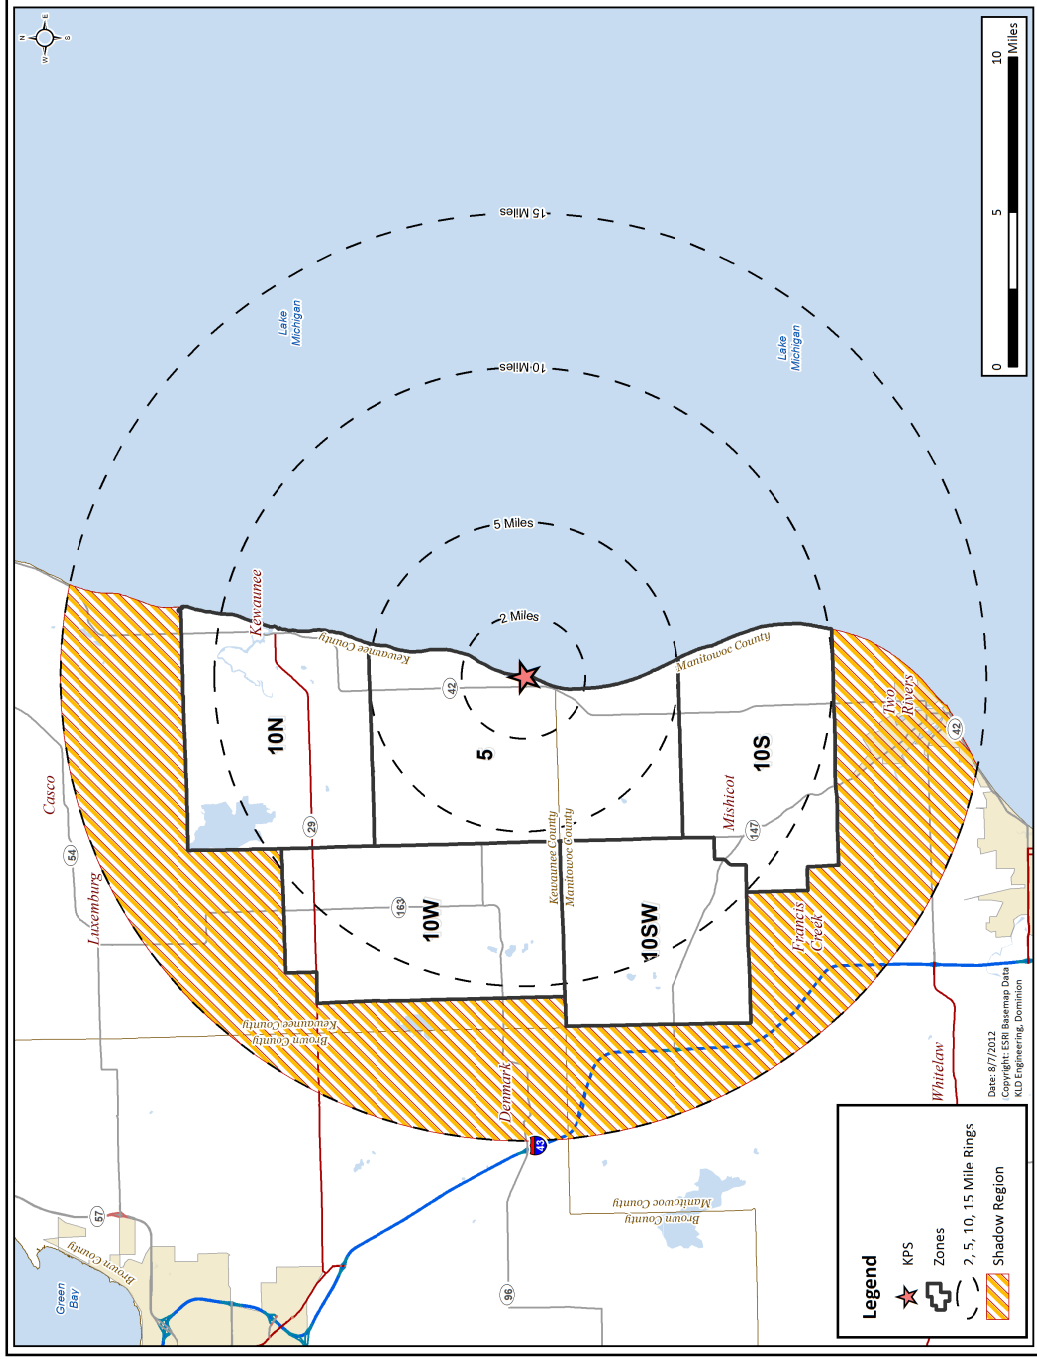 N
E
S
W
Lake
Michigan
Lake
Michigan
15 Miles
10 Miles
5 Miles
2 Miles
0
5
10
Miles
Kewaunee
Kewaunee County
Manitowoc County
42
10N
5
10S
29
Mishicot
147
Two
Rivers
42
Casco
54
Luxemburg
163
10W
10SW
Kewaunee County
Manitowoc County
Francis
Creek
Kewaunee County
Brown County
Denmark
43
Whitelaw
57
Brown County
Green
Bay
96
Manitowoc County
Brown County
Date: 8/7/2012
Copyright: ESRI Basemap Data
KLD Engineering, Dominion
Legend
KPS
Zones
2, 5, 10, 15 Mile Rings
Shadow Region